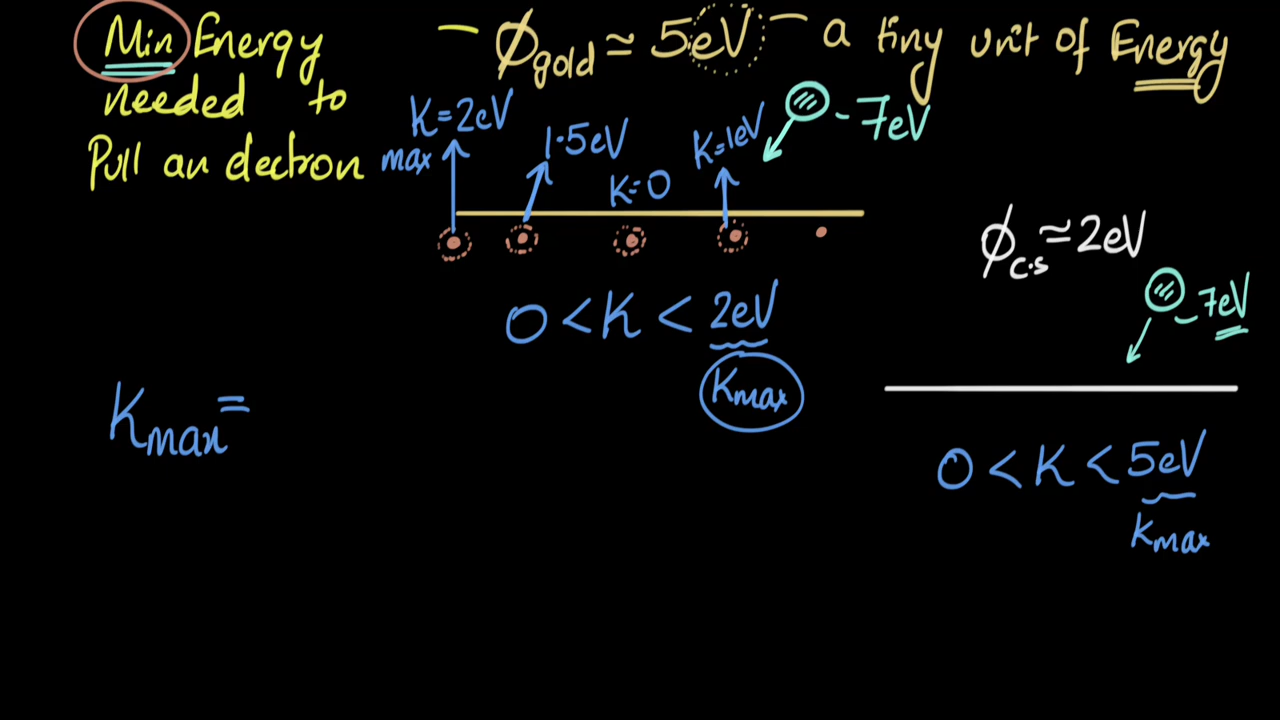 Min Energy
needed to
Pull an electron
— ϕgold ≃ 5eV — a tiny unit of Energy
K=2eV
max
1.5eV
K=0
K=1eV
- 7eV
ϕC.S ≃ 2eV
- 7eV
0 < K < 2eV
Kmax
Kmax =
0 < K < 5eV
Kmax